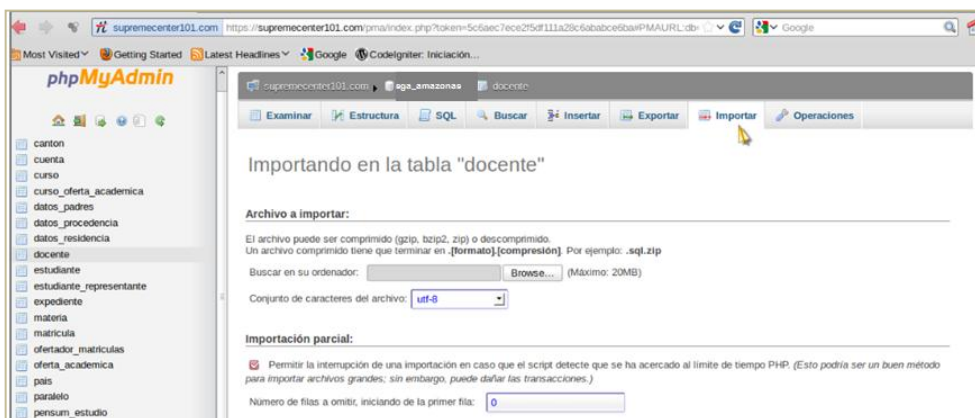 supremecenter101.com https://supremecenter101.com/pma/index.php?token=5c6aec7ece2f5df111a28c6ababce6ba#PMAURL:db= Google
Most Visited Getting Started Latest Headlines Google CodeIgniter: Iniciación...
phpMyAdmin
supremecenter101.com sga_amazonas docente
Examinar Estructura SQL Buscar Insertar Exportar Importar Operaciones
canton
cuenta
curso
curso_oferta_academica
datos_padres
datos_procedencia
datos_residencia
docente
estudiante
estudiante_representante
expediente
materia
matricula
ofertador_matriculas
oferta_academica
pais
paralelo
pensum_estudio
Importando en la tabla "docente"
Archivo a importar:
El archivo puede ser comprimido (gzip, bzip2, zip) o descomprimido.
Un archivo comprimido tiene que terminar en .[formato].[compresión]. Por ejemplo: .sql.zip
Buscar en su ordenador: Browse... (Máximo: 20MB)
Conjunto de caracteres del archivo: utf-8
Importación parcial:
Permitir la interrupción de una importación en caso que el script detecte que se ha acercado al límite de tiempo PHP. (Esto podría ser un buen método
para importar archivos grandes; sin embargo, puede dañar las transacciones.)
Número de filas a omitir, iniciando de la primer fila: 0